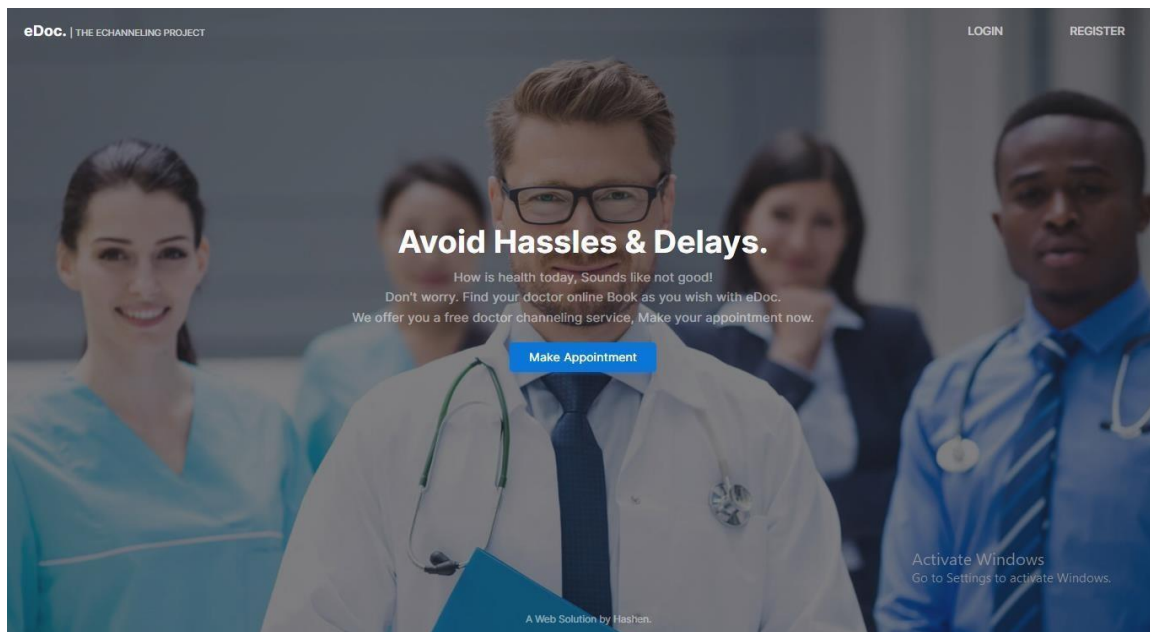 eDoc. | THE ECHANNELING PROJECT
LOGIN
REGISTER
Avoid Hassles & Delays.
How is health today, Sounds like not good!
Don't worry. Find your doctor online Book as you wish with eDoc.
We offer you a free doctor channeling service, Make your appointment now.
Make Appointment
Activate Windows
Go to Settings to activate Windows.
A Web Solution by Hashen.